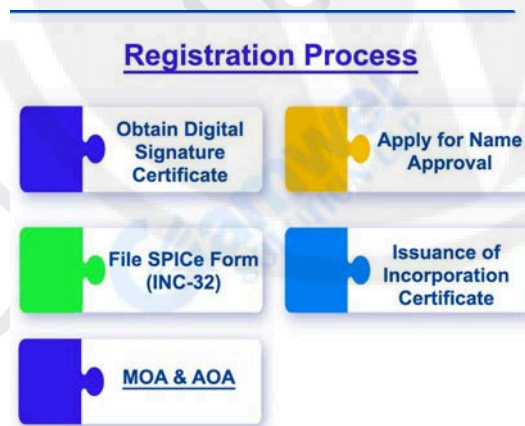 Registration Process
Obtain Digital
Signature
Certificate
Apply for Name
Approval
File SPICe Form
(INC-32)
Issuance of
Incorporation
Certificate
MOA & AOA